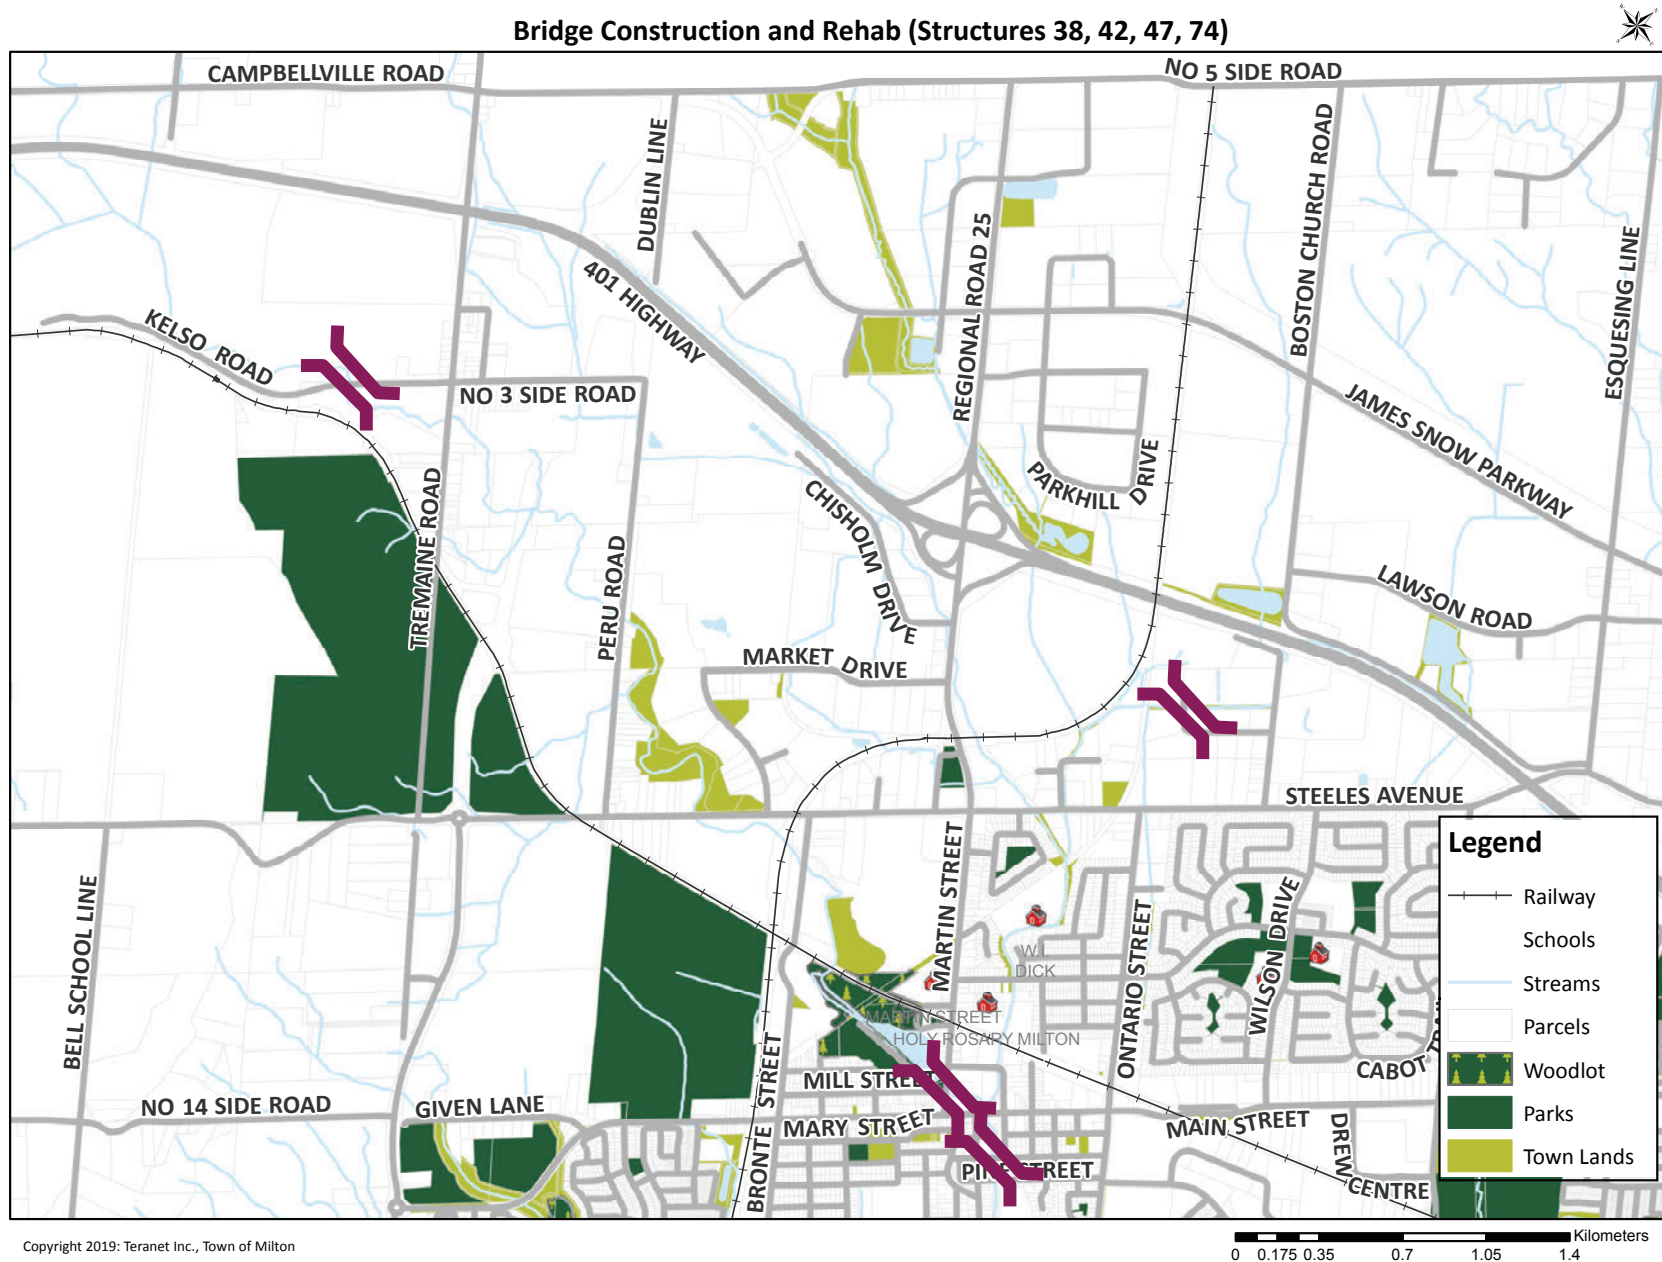 Bridge Construction and Rehab (Structures 38, 42, 47, 74)
CAMPBELLVILLE ROAD
NO 5 SIDE ROAD
DUBLIN LINE
BOSTON CHURCH ROAD
REGIONAL ROAD 25
ESQUESING LINE
401 HIGHWAY
KELSO ROAD
NO 3 SIDE ROAD
JAMES SNOW PARKWAY
PARKHILL DRIVE
CHISHOLM DRIVE
TREMAINE ROAD
PERU ROAD
LAWSON ROAD
MARKET DRIVE
STEELES AVENUE
BELL SCHOOL LINE
MARTIN STREET
ONTARIO STREET
WILSON DRIVE
W.I.
DICK
MARTIN STREET
HOLY ROSARY MILTON
CABOT
MILL STREET
BRONTE STREET
NO 14 SIDE ROAD
GIVEN LANE
MARY STREET
MAIN STREET
DREW CENTRE
STREET
Legend
Railway
Schools
Streams
Parcels
Woodlot
Parks
Town Lands
Copyright 2019: Teranet Inc., Town of Milton
Kilometers
0 0.175 0.35 0.7 1.05 1.4